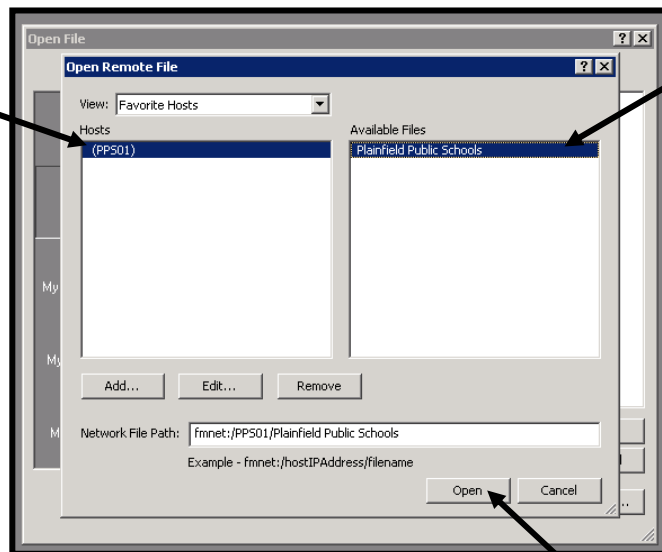 Open File
Open Remote File
View: Favorite Hosts
Hosts Available Files
(PPS01) Plainfield Public Schools
My
My
M
Add... Edit... Remove
Network File Path: fmnet:/PPS01/Plainfield Public Schools
Example - fmnet:/hostIPAddress/filename
Open Cancel